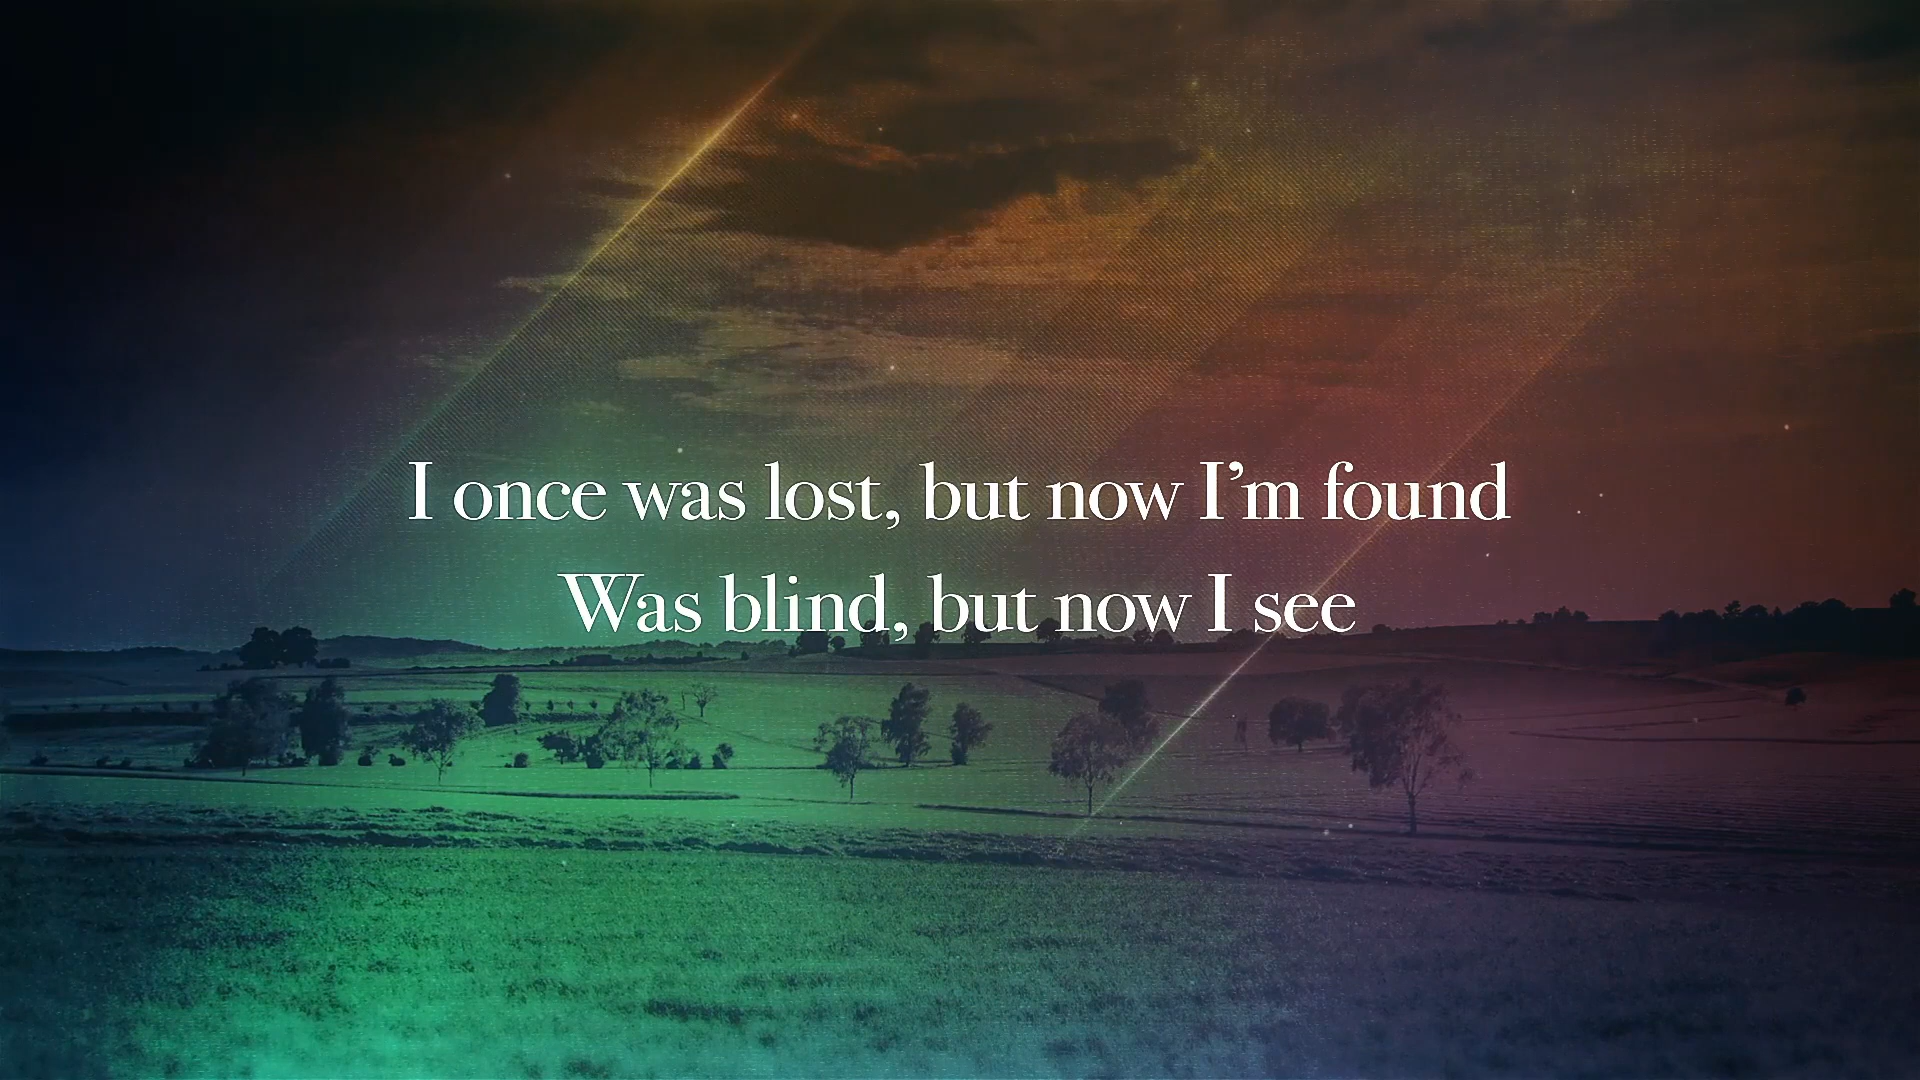 I once was lost, but now I’m found
Was blind, but now I see